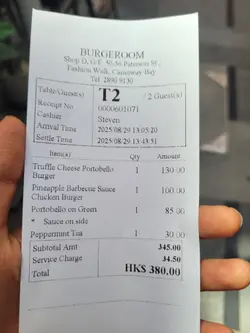 BURGEROOM
Shop D, G/F, 50-56 Paterson St,
Fashion Walk, Causeway Bay
Tel 2890 9130
Table/Guest(s) T2 / 2 Guest(s)
Receipt No 0000601071
Cashier Steven
Arrival Time 2025/08/29 13:05:20
Settle Time 2025/08/29 13:43:51
Item(s) Qty Amount
Truffle Cheese Portobello 1 130.00
Burger
Pineapple Barbecue Sauce 1 100.00
Chicken Burger
Portobello on Green 1 85.00
* Sauce on side
Peppermint Tea 1 30.00
Subtotal Amt 345.00
Service Charge 34.50
Total HK$ 380.00